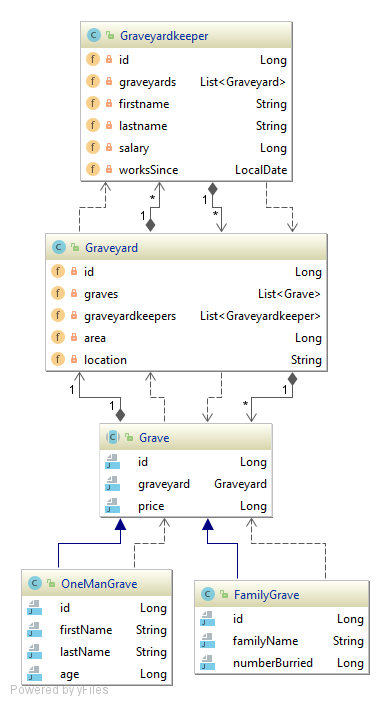 Graveyardkeeper
id Long
graveyards List<Graveyard>
firstname String
lastname String
salary Long
worksSince LocalDate
1 * 1 *
Graveyard
id Long
graves List<Grave>
graveyardkeepers List<Graveyardkeeper>
area Long
location String
1 1
1 *
Grave
id Long
graveyard Graveyard
price Long
OneManGrave
id Long
firstName String
lastName String
age Long
FamilyGrave
id Long
familyName String
numberBurried Long
Powered by yFiles